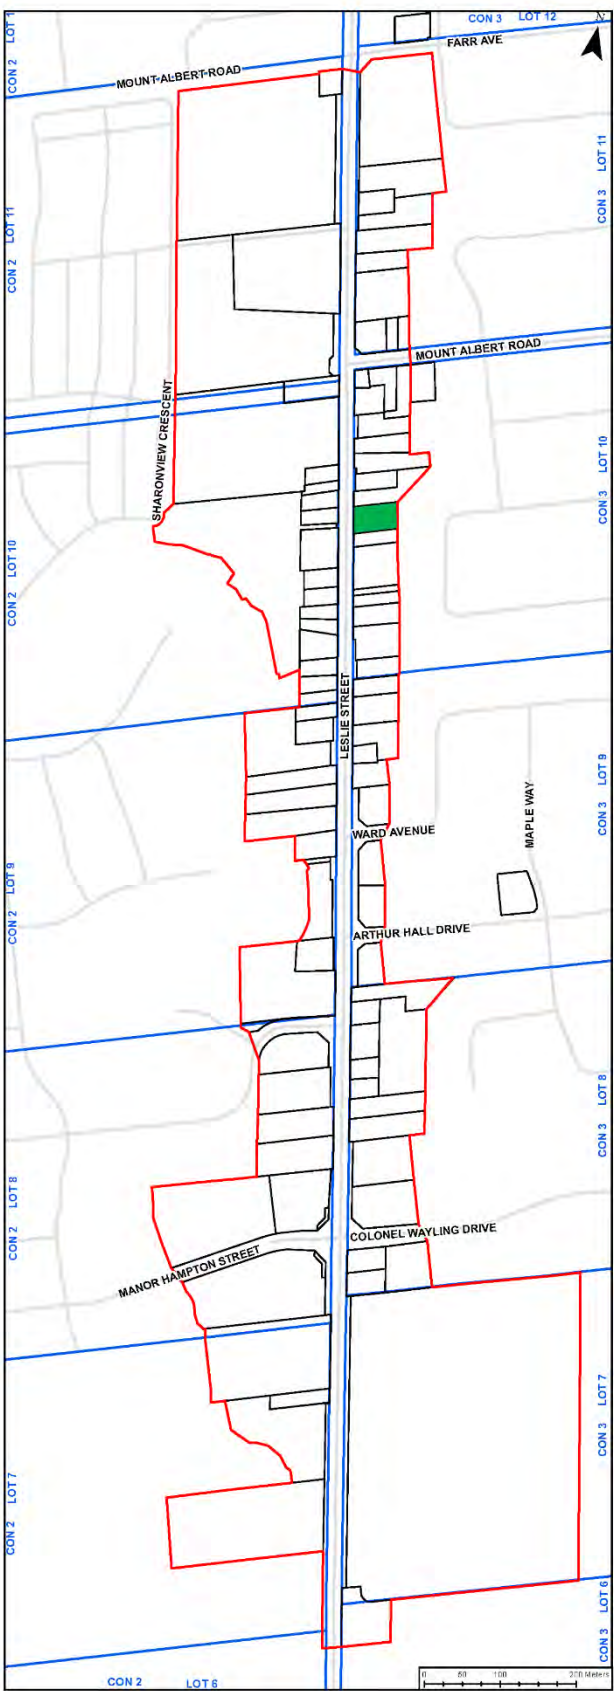 CON 3 LOT 12
N
CON 2 LOT 1
FARR AVE
MOUNT ALBERT ROAD
CON 3 LOT 11
CON 2 LOT 11
MOUNT ALBERT ROAD
SHARONVIEW CRESCENT
CON 3 LOT 10
CON 2 LOT 10
LESLIE STREET
CON 3 LOT 9
MAPLE WAY
WARD AVENUE
CON 2 LOT 9
ARTHUR HALL DRIVE
CON 3 LOT 8
CON 2 LOT 8
COLONEL WAYLING DRIVE
MANOR HAMPTON STREET
CON 3 LOT 7
CON 2 LOT 7
CON 3 LOT 6
CON 2 LOT 6
0 50 100 200 Meters